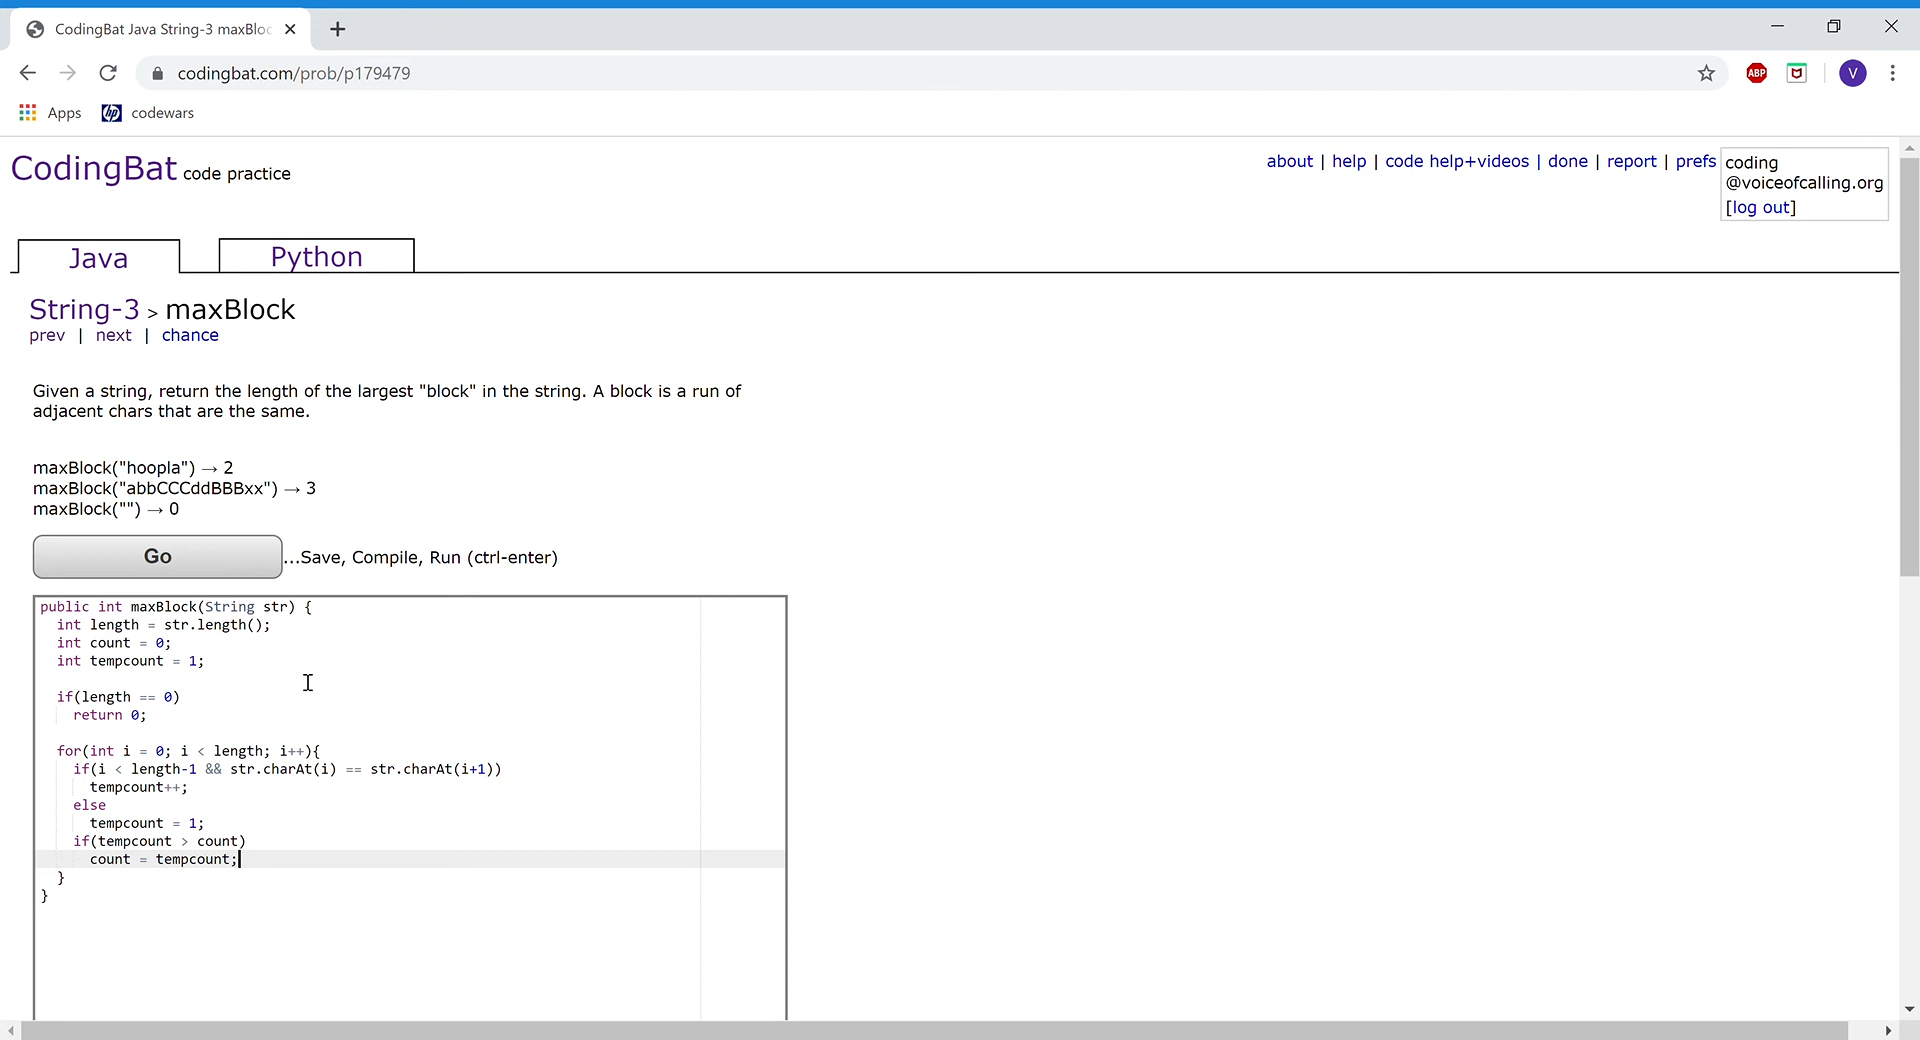 CodingBat Java String-3 maxBloc
codingbat.com/prob/p179479
ABP
V
Apps
hp
codewars
CodingBat code practice
about | help | code help+videos | done | report | prefs
coding
@voiceofcalling.org
[log out]
Java
Python
String-3 > maxBlock
prev | next | chance
Given a string, return the length of the largest "block" in the string. A block is a run of
adjacent chars that are the same.
maxBlock("hoopla") → 2
maxBlock("abbCCCddBBBxx") → 3
maxBlock("") → 0
Go
...Save, Compile, Run (ctrl-enter)
public int maxBlock(String str) {
  int length = str.length();
  int count = 0;
  int tempcount = 1;
  if(length == 0)
    return 0;
  for(int i = 0; i < length; i++){
    if(i < length-1 && str.charAt(i) == str.charAt(i+1))
      tempcount++;
    else
      tempcount = 1;
    if(tempcount > count)
      count = tempcount;
  }
}